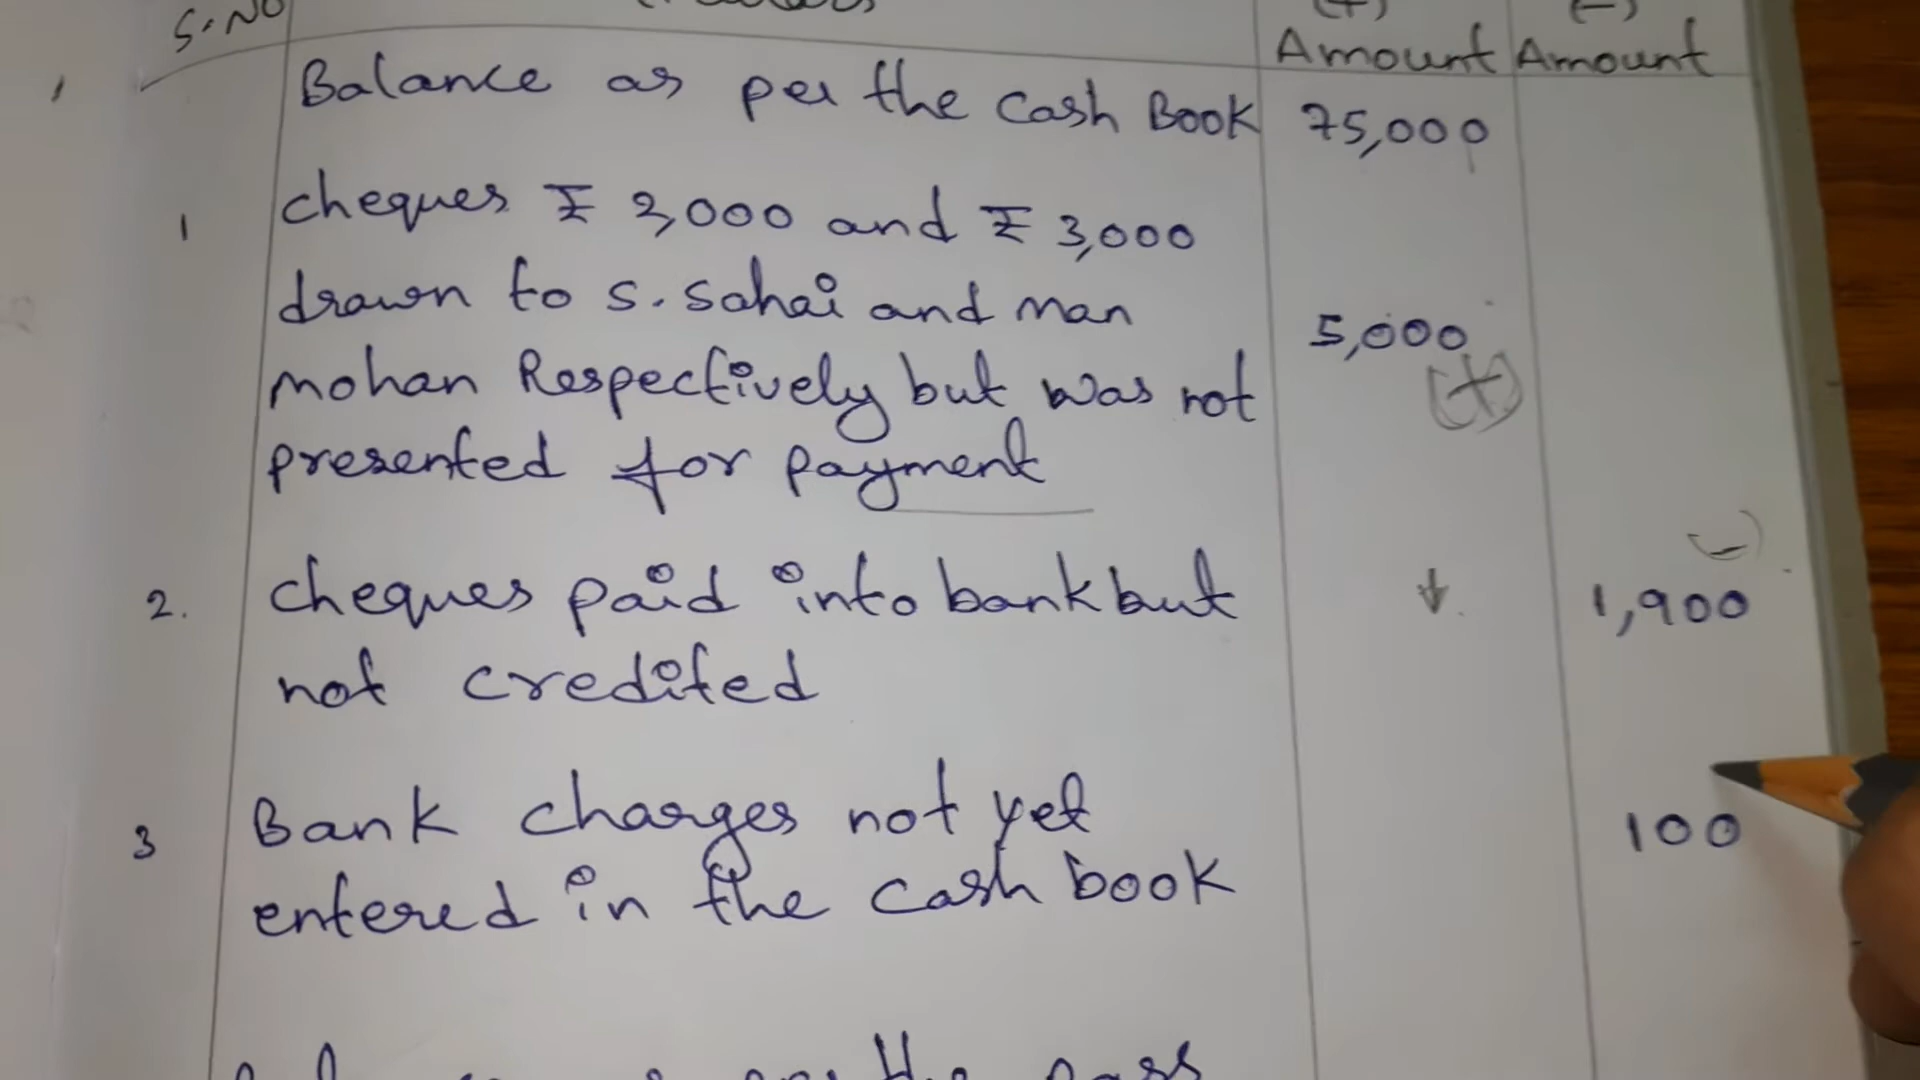 S.No (+) (-)
Amount Amount
Balance as per the Cash Book 75,000
1 cheques ₹ 2,000 and ₹ 3,000
drawn to S. Sahai and Man
mohan Respectively but was not 5,000
presented for payment (+)
(-)
2. cheques paid into bank but ↓ 1,900
not credited
3 Bank charges not yet 100
entered in the cash book
the pass